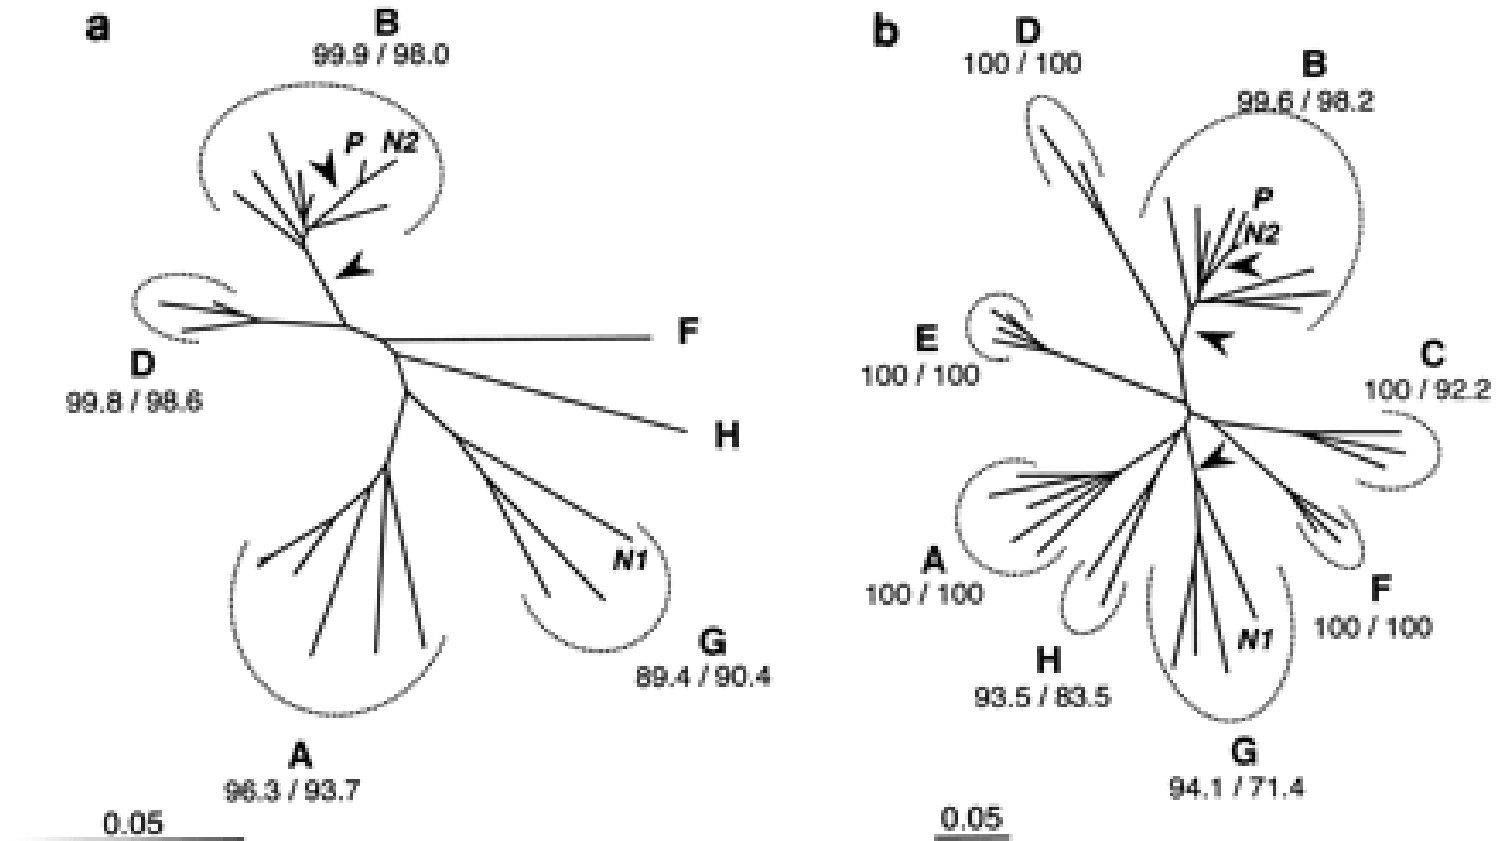 a
B
99.9 / 98.0
P N2
D
99.8 / 98.6
F
H
N1
G
89.4 / 90.4
A
96.3 / 93.7
0.05
b
D
100 / 100
B
99.6 / 98.2
P
N2
E
100 / 100
C
100 / 92.2
A
100 / 100
F
100 / 100
H
93.5 / 83.5
N1
G
94.1 / 71.4
0.05